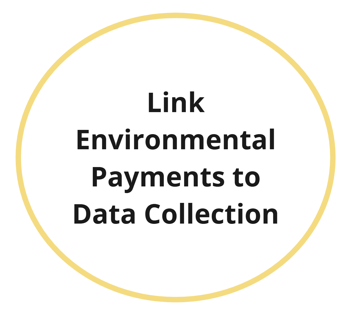 Link
Environmental
Payments to
Data Collection